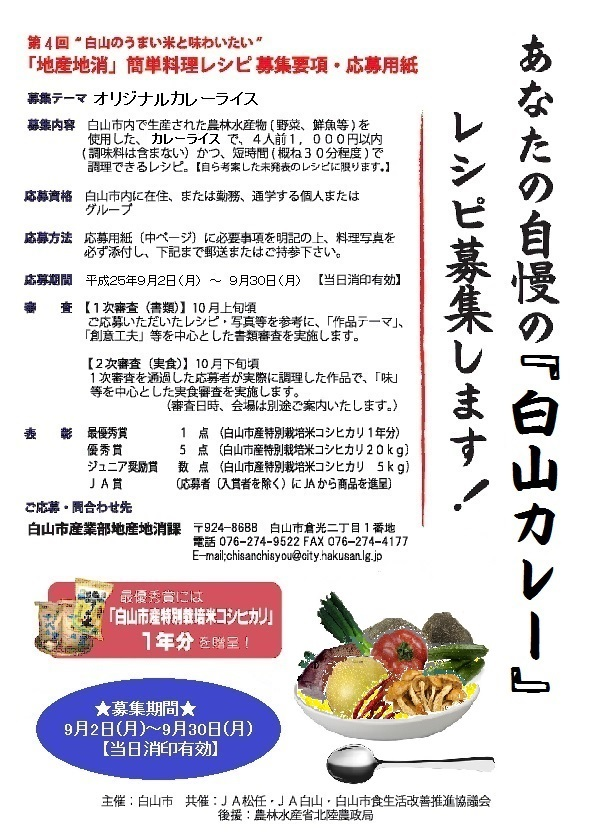 あなたの自慢の『白山カレー』
レシピ募集します！
第4回“白山のうまい米と味わいたい”
「地産地消」簡単料理レシピ 募集要項・応募用紙
募集テーマ オリジナルカレーライス
募集内容 白山市内で生産された農林水産物(野菜、鮮魚等)を
使用した、カレーライス で、４人前１，０００円以内
(調味料は含まない）かつ、短時間(概ね３０分程度)で
調理できるレシピ。【自ら考案した未発表のレシピに限ります。】
応募資格 白山市内に在住、または勤務、通学する個人または
グループ
応募方法 応募用紙〔中ページ〕に必要事項を明記の上、料理写真を
必ず添付し、下記まで郵送またはご持参下さい。
応募期間 平成25年9月2日(月) ～ 9月30日(月) 【当日消印有効】
審 査 【１次審査（書類）】10月上旬頃
ご応募いただいたレシピ・写真等を参考に、「作品テーマ」、
「創意工夫」等を中心とした書類審査を実施します。
【２次審査（実食）】10月下旬頃
１次審査を通過した応募者が実際に調理した作品で、「味」
等を中心とした実食審査を実施します。
（審査日時、会場は別途ご案内いたします。）
表 彰 最優秀賞 １ 点 （白山市産特別栽培米コシヒカリ１年分）
優秀賞 ５ 点 （白山市産特別栽培米コシヒカリ２０kg）
ジュニア奨励賞 数 点 （白山市産特別栽培米コシヒカリ ５kg）
ＪＡ賞 （応募者（入賞者を除く）にJAから商品を進呈）
ご応募・問合わせ先
白山市産業部地産地消課 〒924-8688 白山市倉光二丁目１番地
電話 076-274-9522 FAX 076-274-4177
E-mail;chisanchisyou@city.hakusan.lg.jp
最優秀賞には
「白山市産特別栽培米コシヒカリ」
１年分 を贈呈！
★募集期間★
9月2日(月)～9月30日(月)
【当日消印有効】
主催：白山市 共催：ＪＡ松任・ＪＡ白山・白山市食生活改善推進協議会
後援：農林水産省北陸農政局